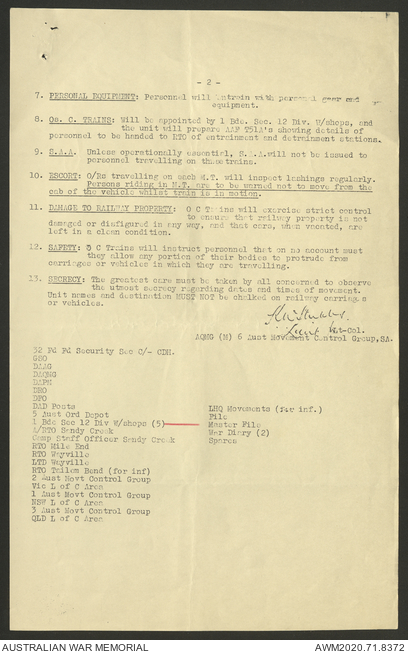 - 2 -
7. PERSONAL EQUIPMENT: Personnel will entrain with personal gear and
equipment.
8. Os. C. TRAINS: Will be appointed by 1 Bde. Sec. 12 Div. W/shops, and
the unit will prepare AAF T51A's showing details of
personnel to be handed to RTO of entrainment and detrainment stations.
9. S.A.A. Unless operationally essential, S.A.A. will not be issued to
personnel travelling on these trains.
10. ESCORT: O/Rs travelling on each M.T. will inspect lashings regularly.
Persons riding in M.T. are to be warned not to move from the
cab of the vehicle whilst train is in motion.
11. DAMAGE TO RAILWAY PROPERTY: O C Trains will exercise strict control
to ensure that railway property is not
damaged or disfigured in any way, and that cars, when vacated, are
left in a clean condition.
12. SAFETY: O C Trains will instruct personnel that on no account must
they allow any portion of their bodies to protrude from
carriages or vehicles in which they are travelling.
13. SECRECY: The greatest care must be taken by all concerned to observe
the utmost secrecy regarding dates and times of movement.
Unit names and destination MUST NOT be chalked on railway carriages
or vehicles.
Lieut Lt-Col.
AQMG (M) 6 Aust Movement Control Group, SA.
32 Fd Security Sec C/- CDH.
GSO
DAAG
DAQMG
DAPM
DEO
DPO
DAD Posts
5 Aust Ord Depot
1 Bde Sec 12 Div W/shops (5)
A/RTO Sandy Creek
Camp Staff Officer Sandy Creek
RTO Mile End
RTO Wayville
LTD Wayville
RTO Tailem Bend (for inf)
2 Aust Movt Control Group
Vic L of C Area
1 Aust Movt Control Group
NSW L of C Area
3 Aust Movt Control Group
QLD L of C Area
LHQ Movements (for inf.)
File
Master File
War Diary (2)
Spares
AUSTRALIAN WAR MEMORIAL
AWM2020.71.8372